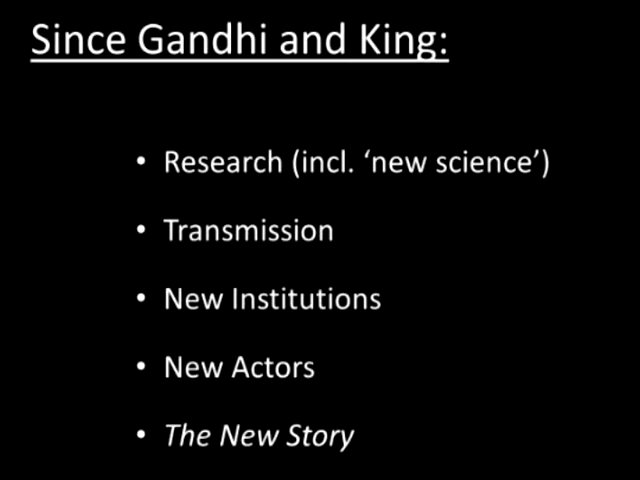 Since Gandhi and King:
• Research (incl. ‘new science’)
• Transmission
• New Institutions
• New Actors
• The New Story